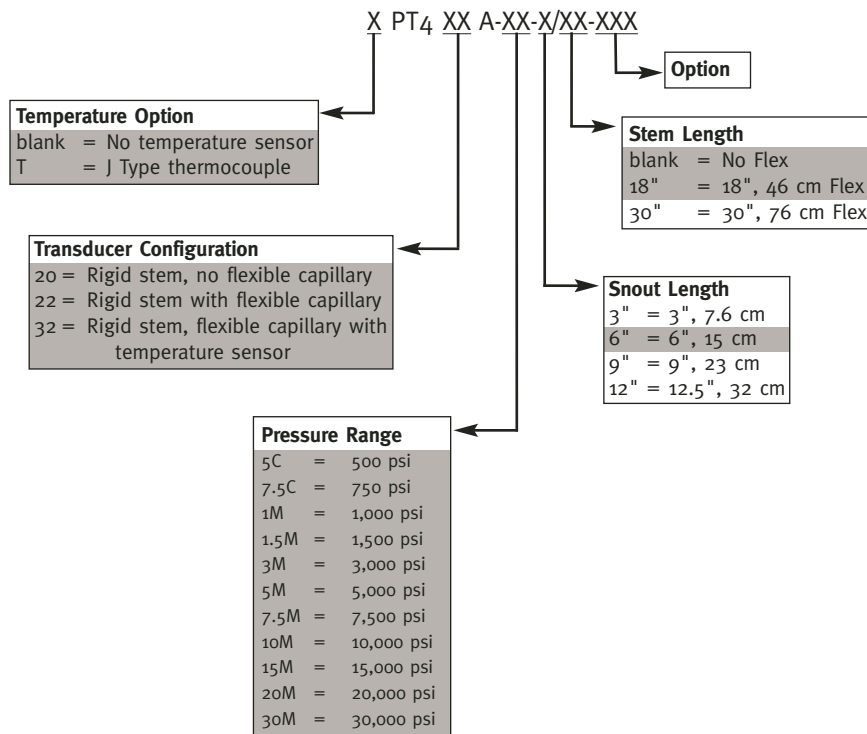 X PT4 XX A-XX-X/XX-XXX
Option
Temperature Option
blank = No temperature sensor
T = J Type thermocouple
Stem Length
blank = No Flex
18" = 18", 46 cm Flex
30" = 30", 76 cm Flex
Transducer Configuration
20 = Rigid stem, no flexible capillary
22 = Rigid stem with flexible capillary
32 = Rigid stem, flexible capillary with
temperature sensor
Snout Length
3" = 3", 7.6 cm
6" = 6", 15 cm
9" = 9", 23 cm
12" = 12.5", 32 cm
Pressure Range
5C = 500 psi
7.5C = 750 psi
1M = 1,000 psi
1.5M = 1,500 psi
3M = 3,000 psi
5M = 5,000 psi
7.5M = 7,500 psi
10M = 10,000 psi
15M = 15,000 psi
20M = 20,000 psi
30M = 30,000 psi